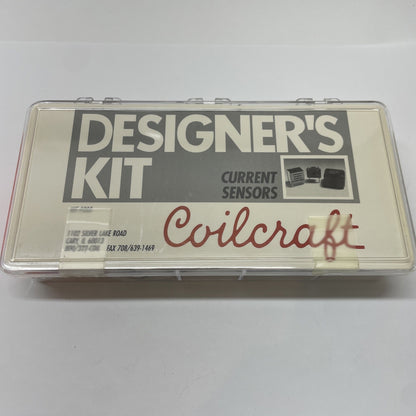 DESIGNER'S
KIT
CURRENT
SENSORS
Coilcraft
1102 SILVER LAKE ROAD
CARY, IL 60013
FAX 708/639-1469